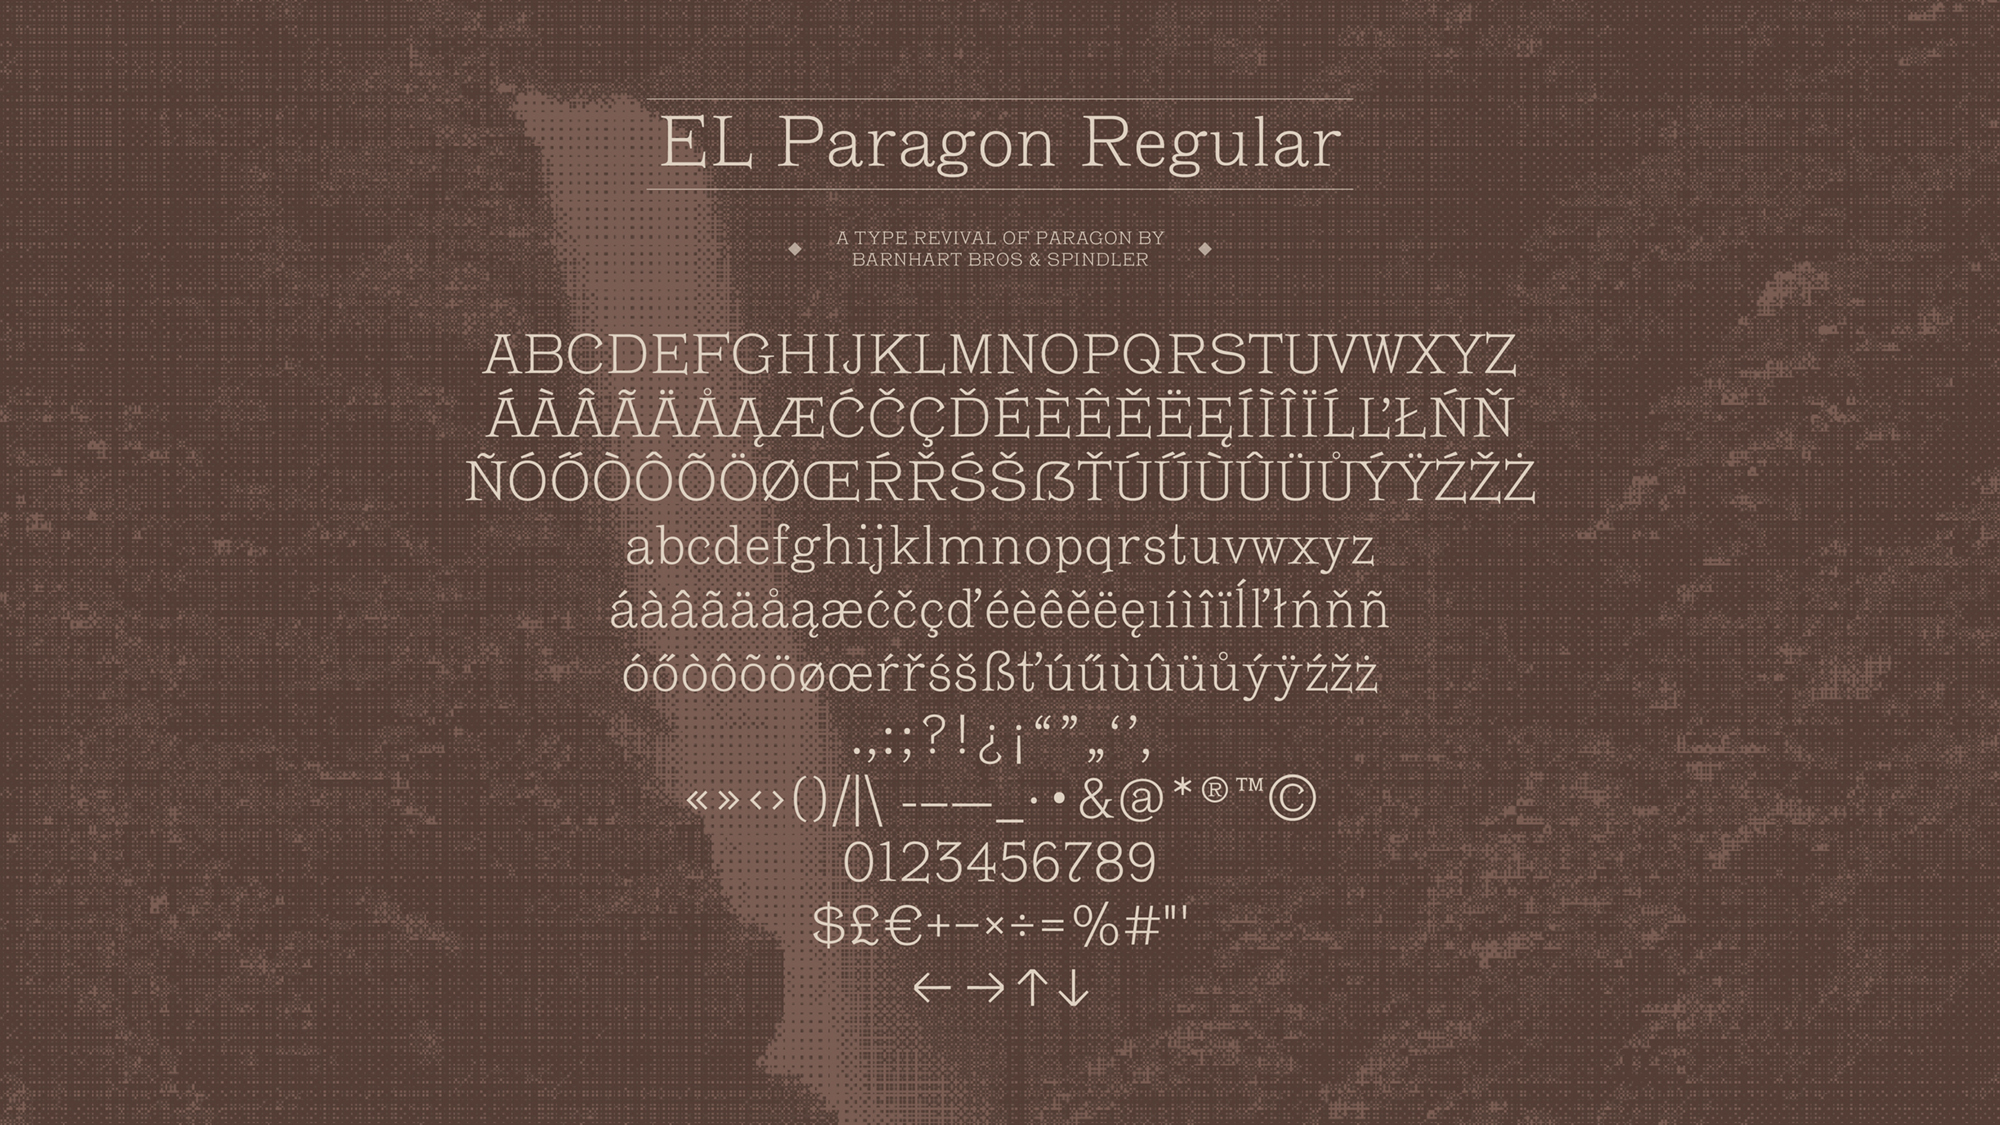 EL Paragon Regular
A TYPE REVIVAL OF PARAGON BY
BARNHART BROS & SPINDLER
ABCDEFGHIJKLMNOPQRSTUVWXYZ
ÁÀÂÃÄÅĄÆĆČÇĎÉÈÊĚËĘÍÌÎÏĹĽŁŃŇ
ÑÓŐÒÔÕÖØŒŔŘŚŠẞŤÚŰÙÛÜŮÝŸŹŽŻ
abcdefghijklmnopqrstuvwxyz
áàâãäåąæćčçďéèêěëęıíìîïĺľłńňñ
óőòôõöøœŕřśšßťúűùûüůýÿźžż
.,:;?!¿¡“”„‘’‚
«»‹›()/|\ -–—_·•&@*®™©
0123456789
$£€+−×÷=%#"'
←→↑↓